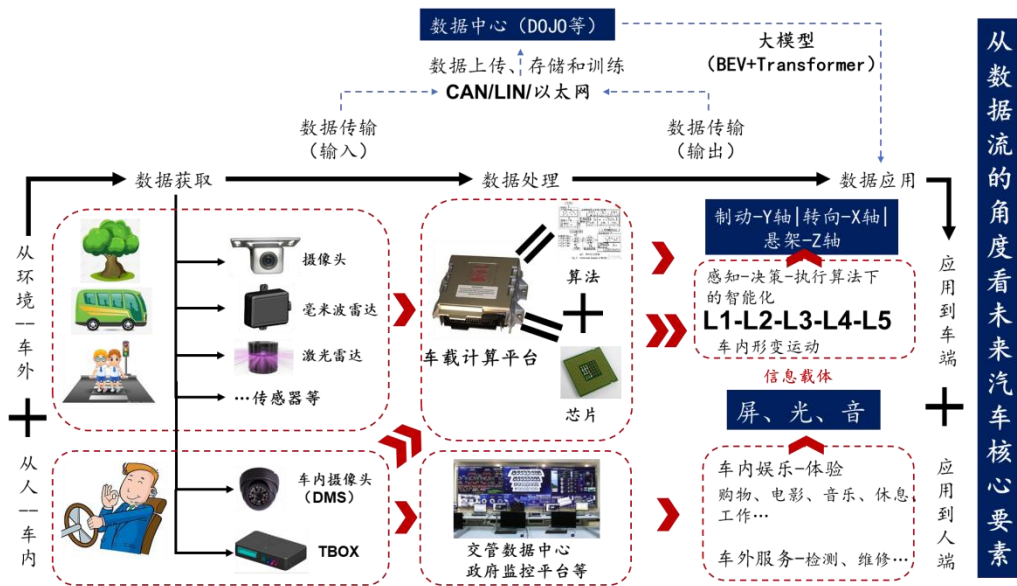 数据中心（DOJO等）
大模型
（BEV+Transformer）
数据上传、存储和训练
CAN/LIN/以太网
数据传输
（输入）
数据传输
（输出）
数据获取
数据处理
数据应用
从环境--车外
从人--车内
摄像头
毫米波雷达
激光雷达
…传感器等
车内摄像头
（DMS）
TBOX
算法
车载计算平台
芯片
交管数据中心
政府监控平台等
制动-Y轴|转向-X轴|
悬架-Z轴
感知-决策-执行算法下
的智能化
L1-L2-L3-L4-L5
车内形变运动
信息载体
屏、光、音
车内娱乐-体验
购物、电影、音乐、休息、
工作…
车外服务-检测、维修…
应用到车端
应用到人端
从数据流的角度看未来汽车核心要素